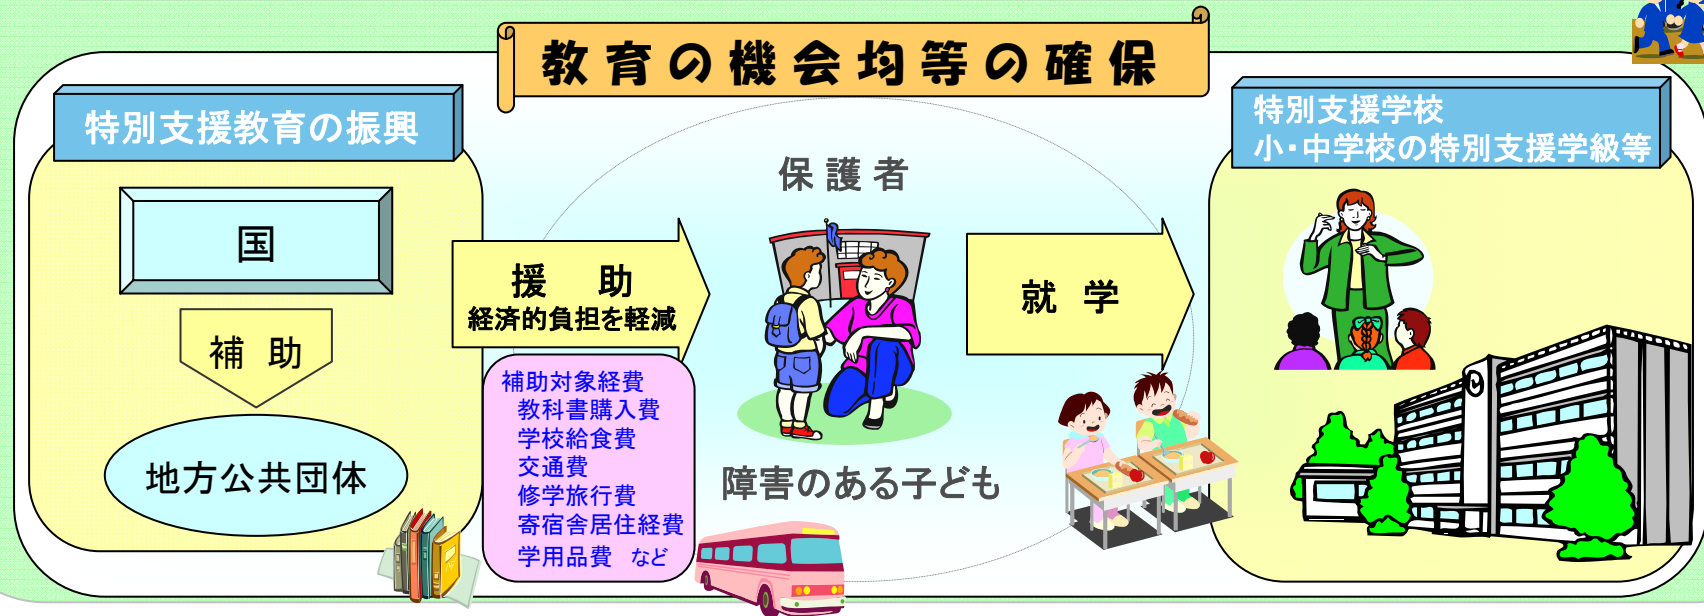 教育の機会均等の確保
特別支援教育の振興
国
補助
地方公共団体
援助
経済的負担を軽減
補助対象経費
教科書購入費
学校給食費
交通費
修学旅行費
寄宿舎居住経費
学用品費 など
保護者
障害のある子ども
就学
特別支援学校
小・中学校の特別支援学級等